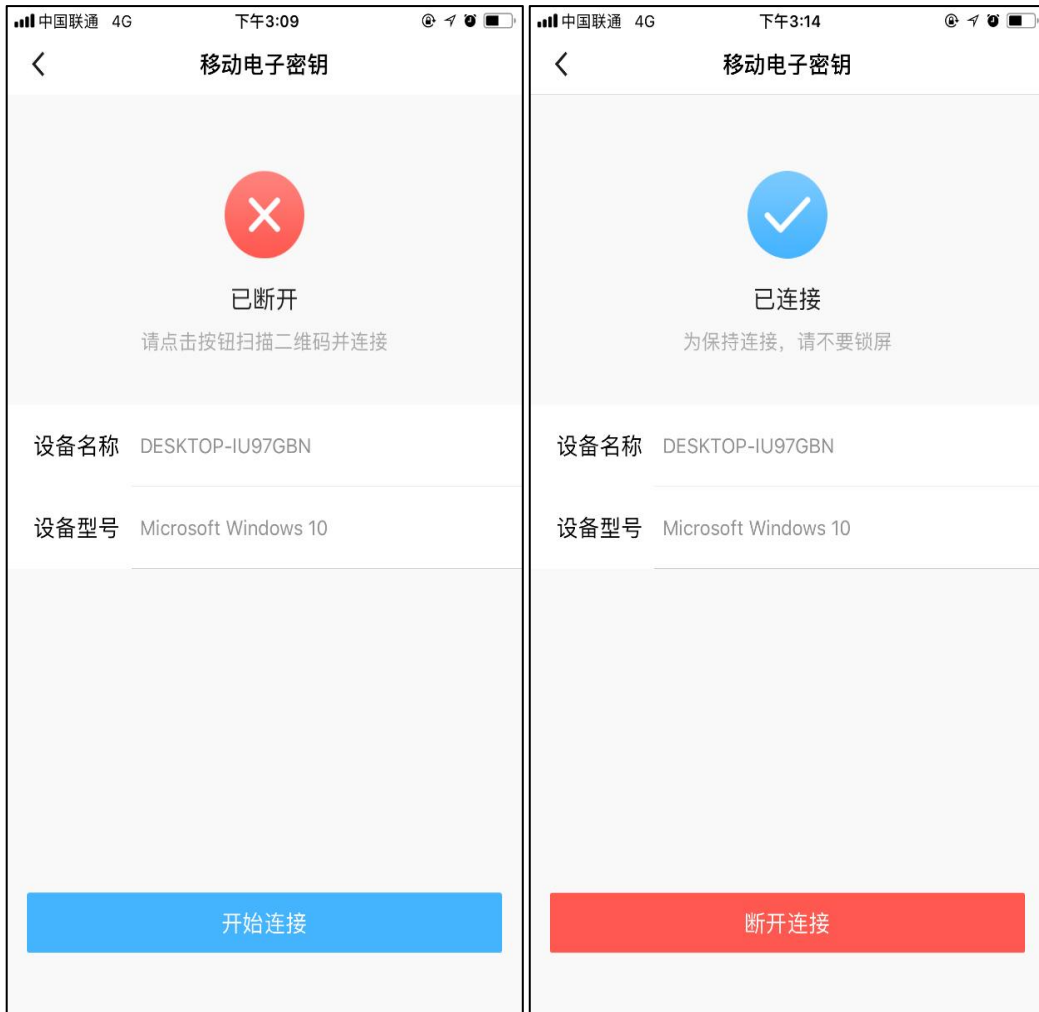 中国联通 4G 下午3:09
移动电子密钥
已断开
请点击按钮扫描二维码并连接
设备名称 DESKTOP-IU97GBN
设备型号 Microsoft Windows 10
开始连接
中国联通 4G 下午3:14
移动电子密钥
已连接
为保持连接，请不要锁屏
设备名称 DESKTOP-IU97GBN
设备型号 Microsoft Windows 10
断开连接